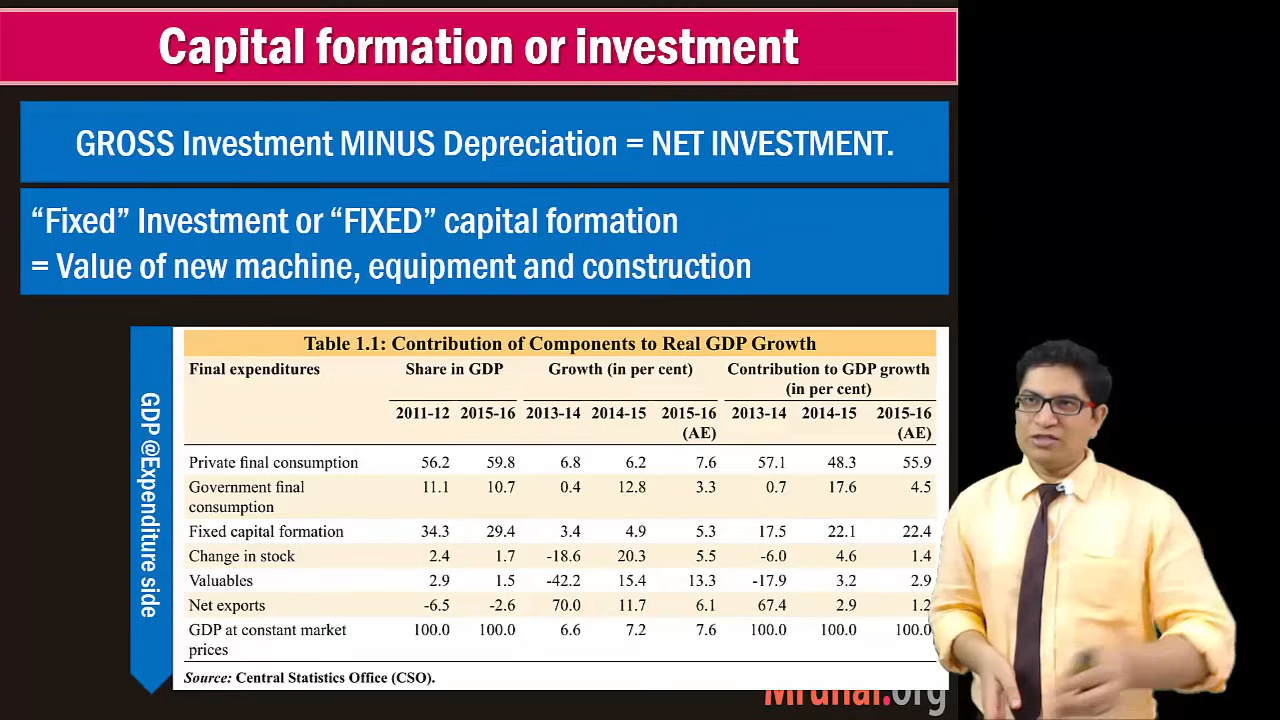 Capital formation or investment
GROSS Investment MINUS Depreciation = NET INVESTMENT.
“Fixed” Investment or “FIXED” capital formation
= Value of new machine, equipment and construction
GDP @Expenditure side
Table 1.1: Contribution of Components to Real GDP Growth
Final expenditures Share in GDP Growth (in per cent) Contribution to GDP growth
(in per cent)
2011-12 2015-16 2013-14 2014-15 2015-16 2013-14 2014-15 2015-16
(AE) (AE)
Private final consumption 56.2 59.8 6.8 6.2 7.6 57.1 48.3 55.9
Government final 11.1 10.7 0.4 12.8 3.3 0.7 17.6 4.5
consumption
Fixed capital formation 34.3 29.4 3.4 4.9 5.3 17.5 22.1 22.4
Change in stock 2.4 1.7 -18.6 20.3 5.5 -6.0 4.6 1.4
Valuables 2.9 1.5 -42.2 15.4 13.3 -17.9 3.2 2.9
Net exports -6.5 -2.6 70.0 11.7 6.1 67.4 2.9 1.2
GDP at constant market 100.0 100.0 6.6 7.2 7.6 100.0 100.0 100.0
prices
Source: Central Statistics Office (CSO).
Mrunal.org